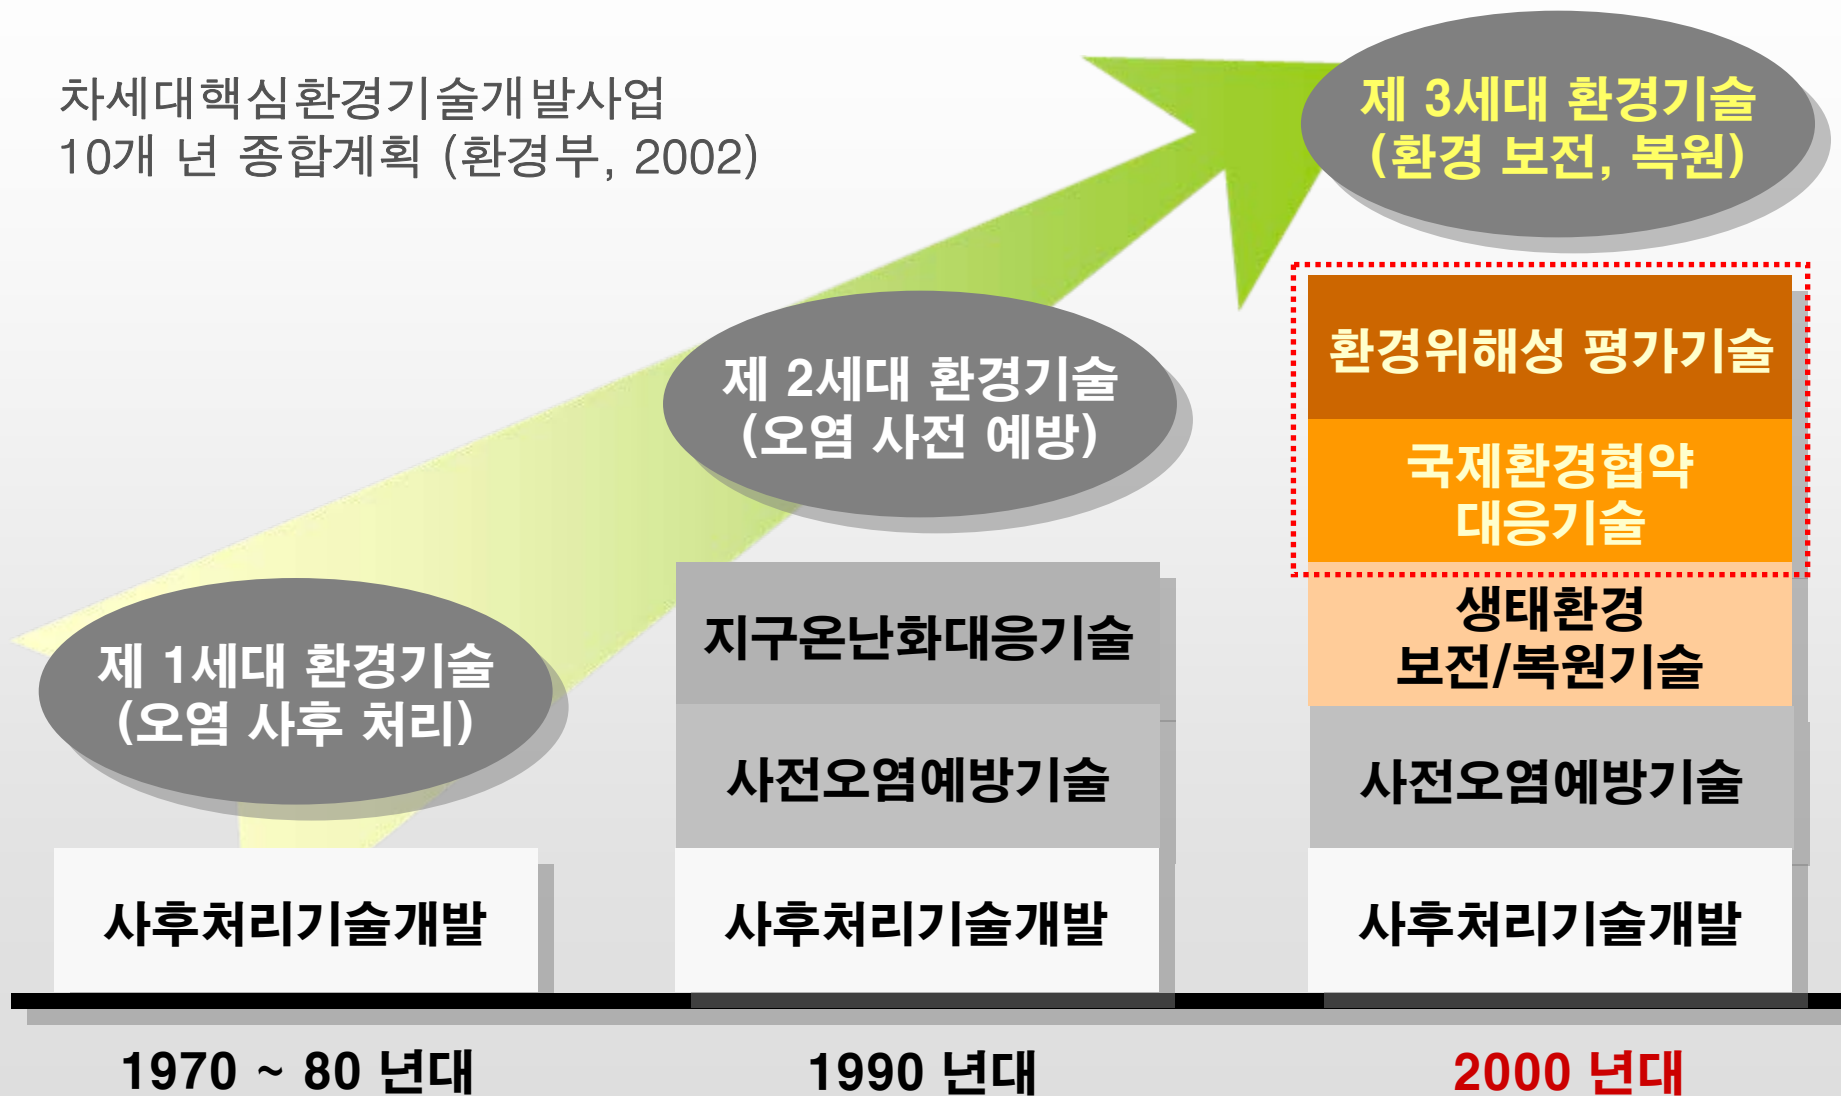 차세대핵심환경기술개발사업
10개 년 종합계획 (환경부, 2002)
제 3세대 환경기술
(환경 보전, 복원)
제 2세대 환경기술
(오염 사전 예방)
제 1세대 환경기술
(오염 사후 처리)
환경위해성 평가기술
국제환경협약
대응기술
생태환경
보전/복원기술
사전오염예방기술
사후처리기술개발
지구온난화대응기술
사전오염예방기술
사후처리기술개발
사후처리기술개발
1970 ~ 80 년대
1990 년대
2000 년대